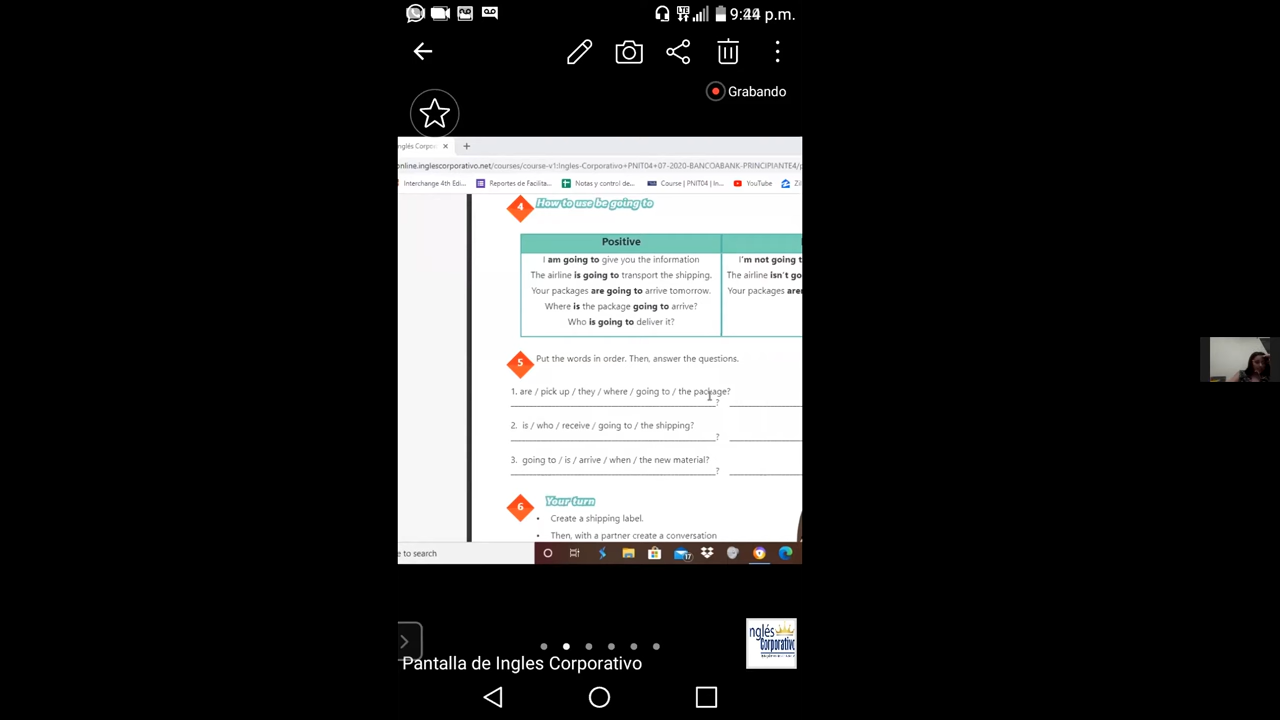 9:44 p.m.
Grabando
nglés Corpor
online.inglescorporativo.net/courses/course-v1:Ingles-Corporativo+PNIT04+07-2020-BANCOABANK-PRINCIPIANTE4/p
Interchange 4th Edi... Reportes de Facilita... Notas y control de... Course | PNIT04 | In... YouTube
4 How to use be going to
Positive
I am going to give you the information I'm not going t
The airline is going to transport the shipping. The airline isn't go
Your packages are going to arrive tomorrow. Your packages are
Where is the package going to arrive?
Who is going to deliver it?
5 Put the words in order. Then, answer the questions.
1. are / pick up / they / where / going to / the package?
?
2. is / who / receive / going to / the shipping?
?
3. going to / is / arrive / when / the new material?
?
6 Your turn
• Create a shipping label.
• Then, with a partner create a conversation
e to search
17
nglés
Corporativo
Pantalla de Ingles Corporativo